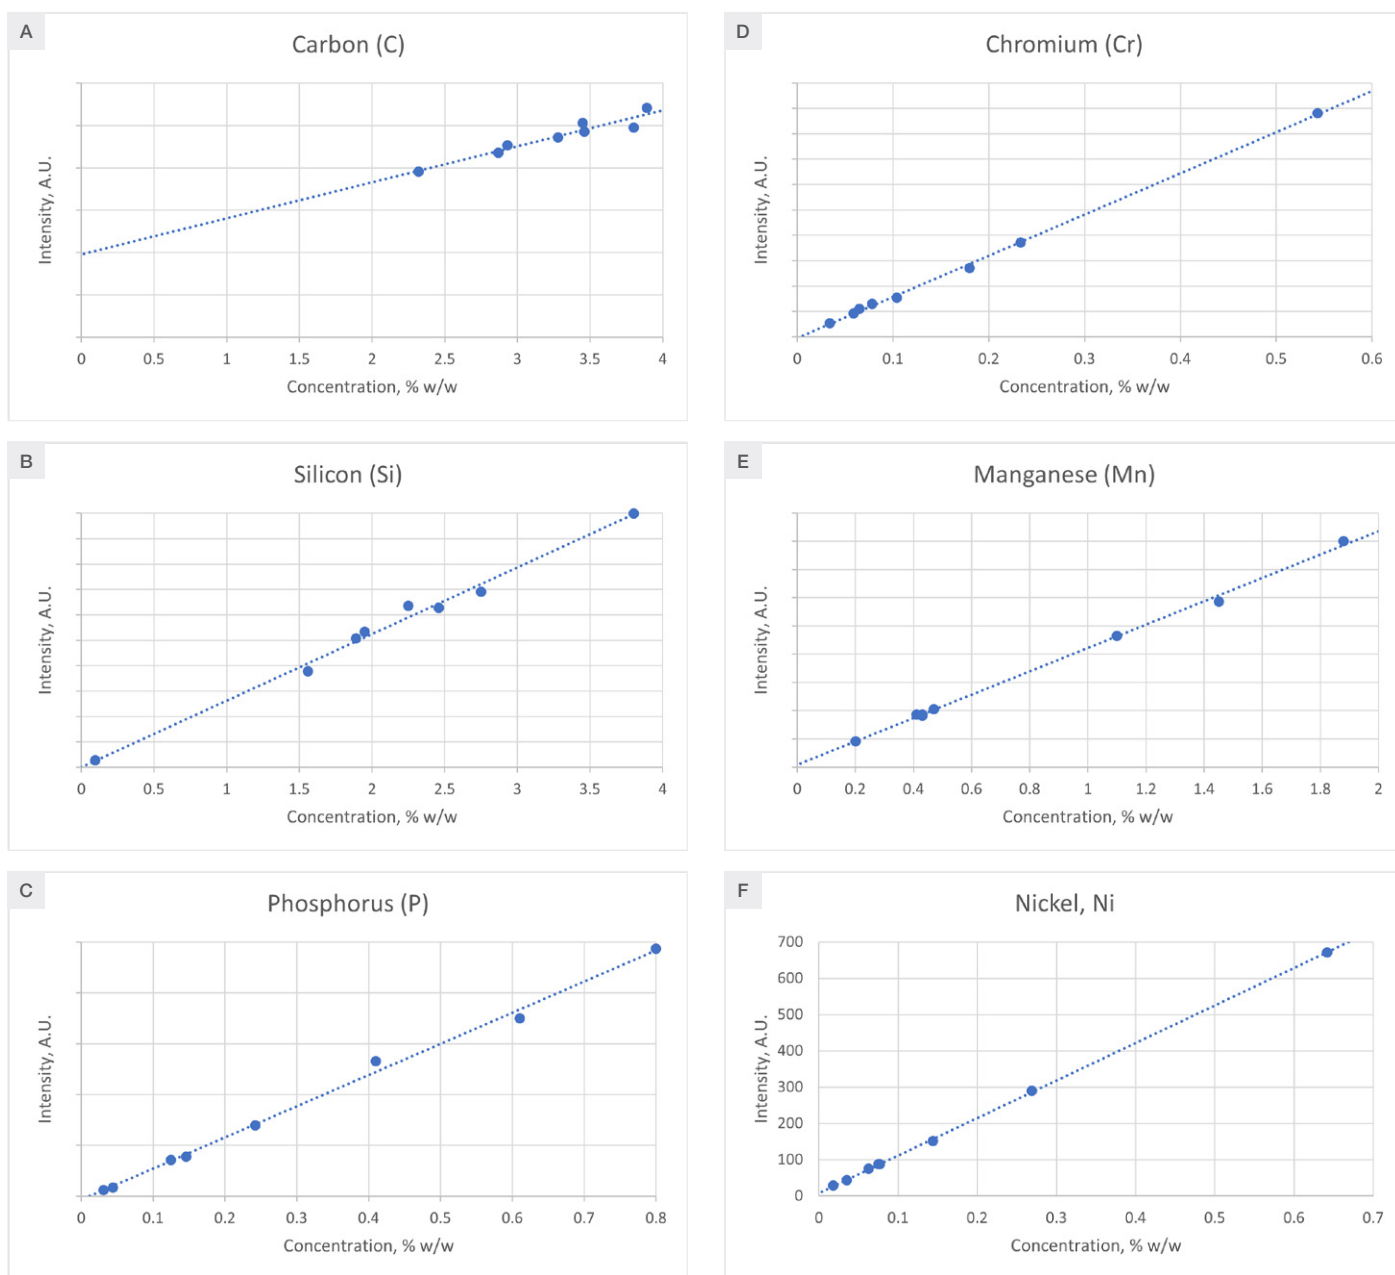 A
Carbon (C)
Intensity, A.U.
0 0.5 1 1.5 2 2.5 3 3.5 4
Concentration, % w/w
B
Silicon (Si)
Intensity, A.U.
0 0.5 1 1.5 2 2.5 3 3.5 4
Concentration, % w/w
C
Phosphorus (P)
Intensity, A.U.
0 0.1 0.2 0.3 0.4 0.5 0.6 0.7 0.8
Concentration, % w/w
D
Chromium (Cr)
Intensity, A.U.
0 0.1 0.2 0.3 0.4 0.5 0.6
Concentration, % w/w
E
Manganese (Mn)
Intensity, A.U.
0 0.2 0.4 0.6 0.8 1 1.2 1.4 1.6 1.8 2
Concentration, % w/w
F
Nickel, Ni
Intensity, A.U.
700
600
500
400
300
200
100
0
0 0.1 0.2 0.3 0.4 0.5 0.6 0.7
Concentration, % w/w